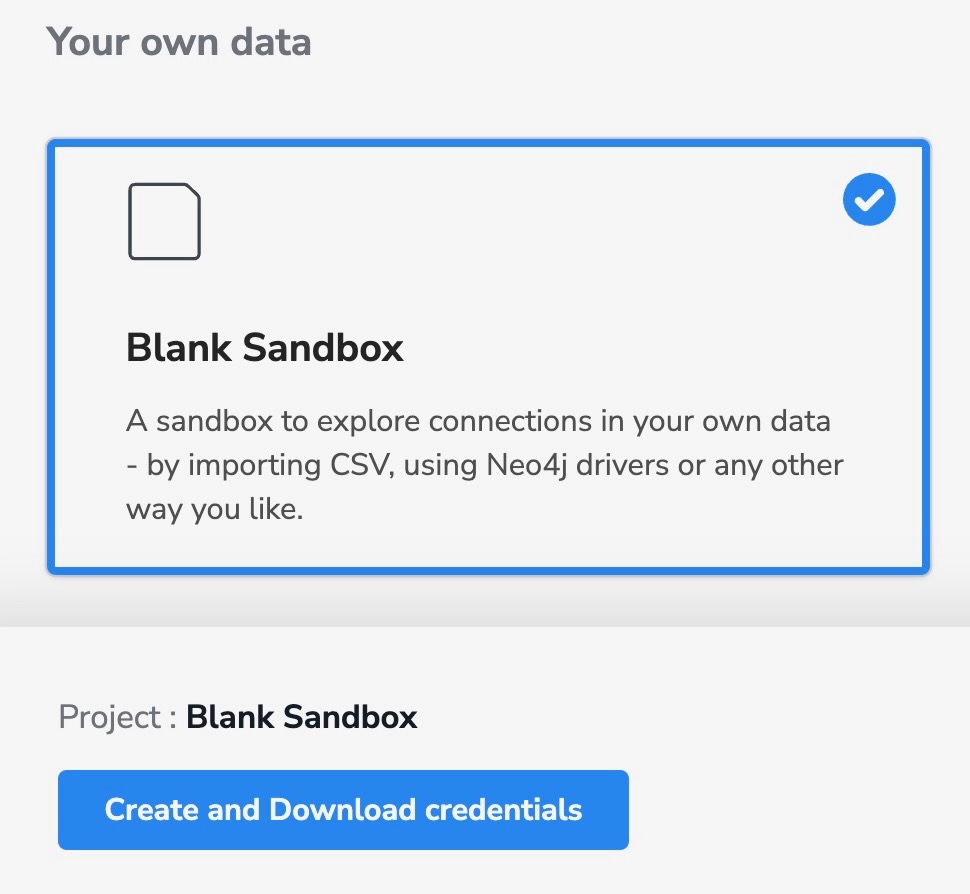 Your own data
Blank Sandbox
A sandbox to explore connections in your own data
- by importing CSV, using Neo4j drivers or any other
way you like.
Project : Blank Sandbox
Create and Download credentials